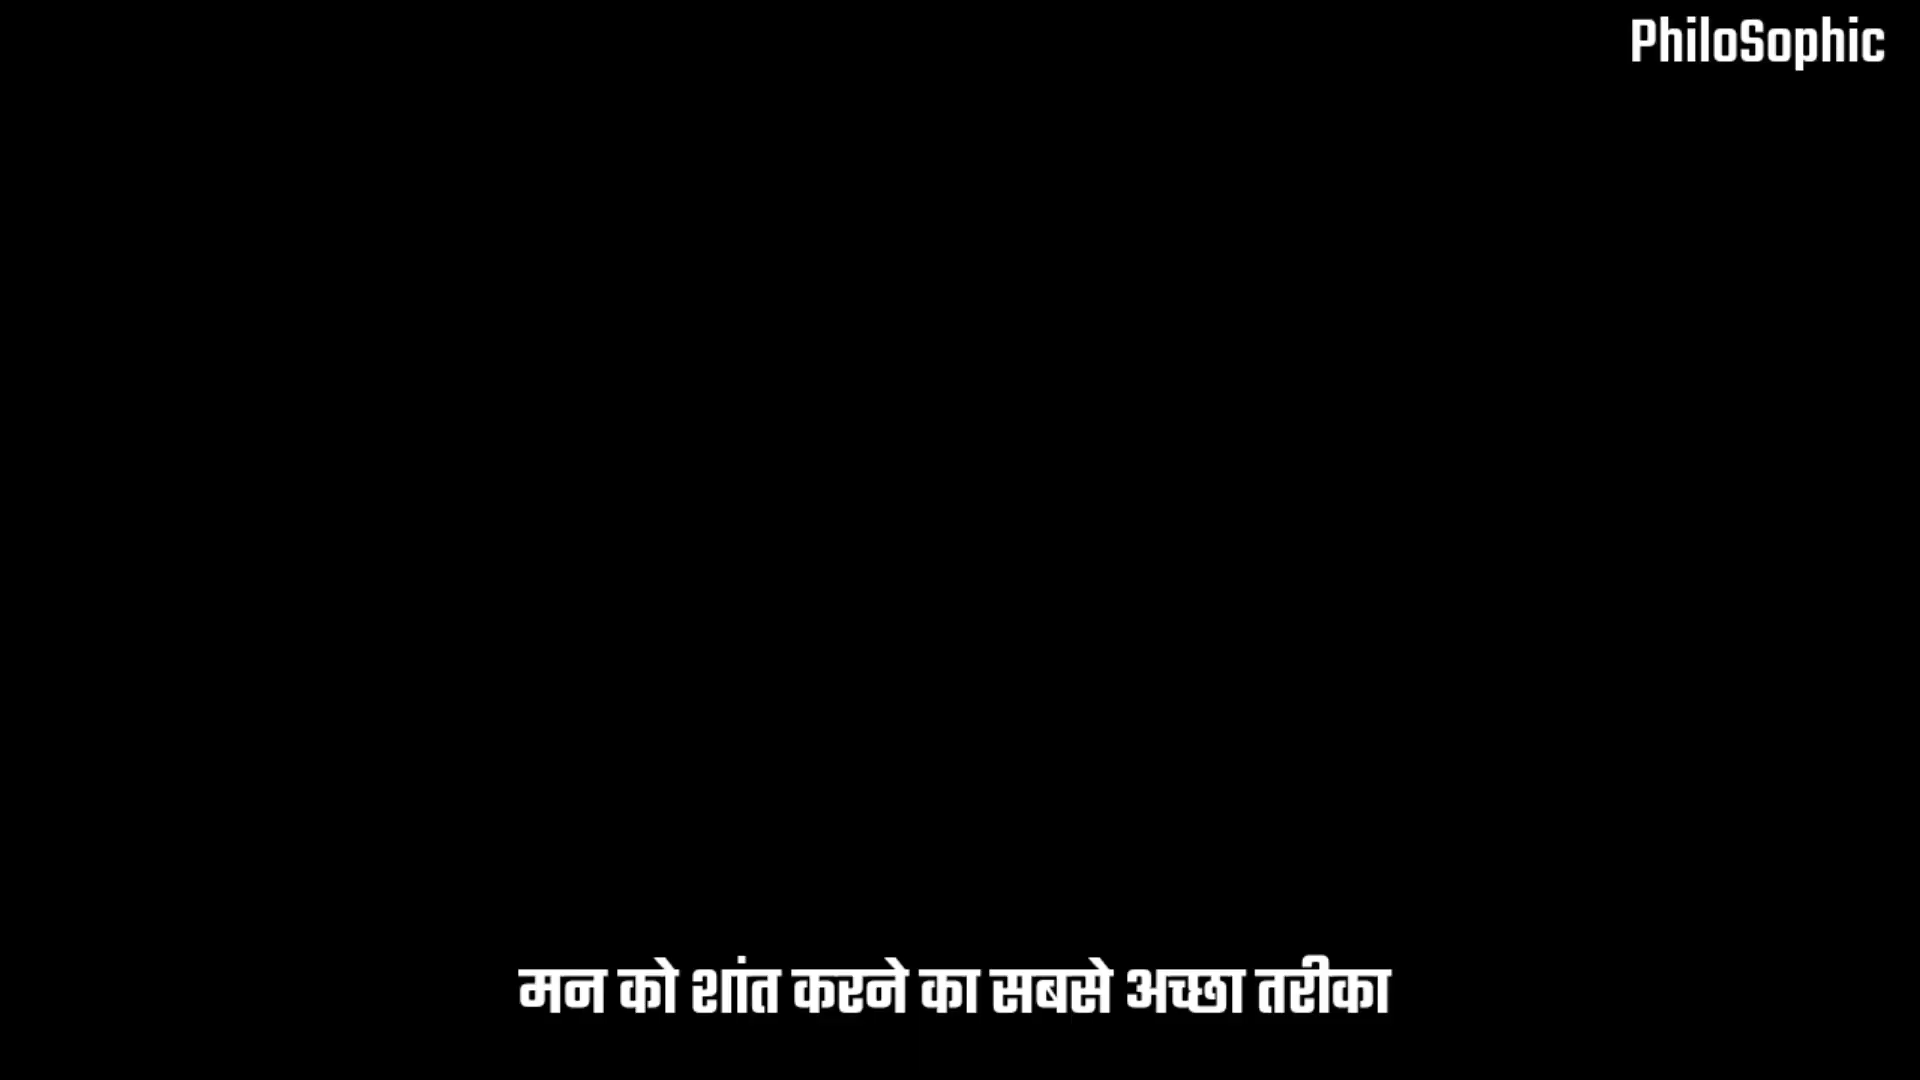 PhiloSophic
मन को शांत करने का सबसे अच्छा तरीका